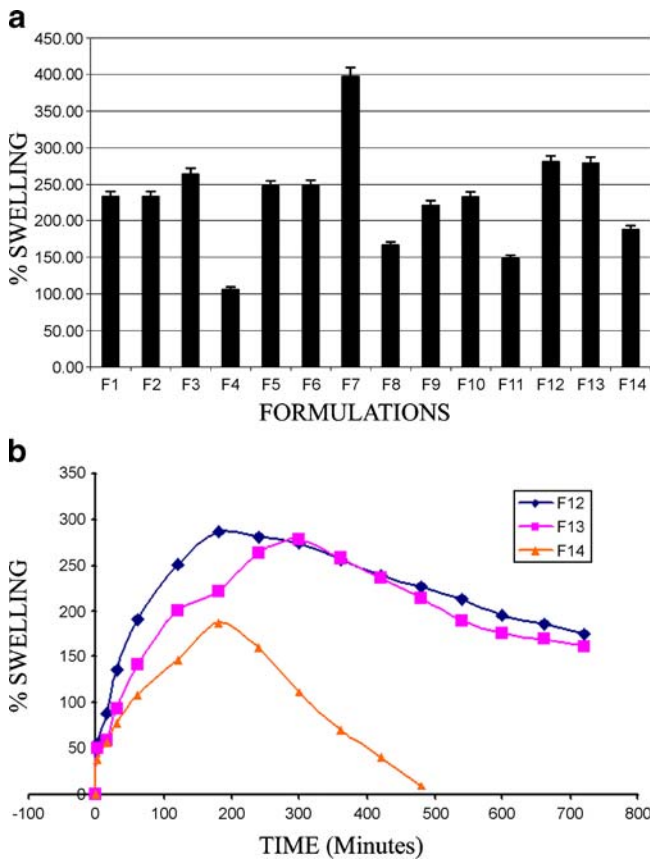 a
450.00
400.00
350.00
300.00
250.00
200.00
150.00
100.00
50.00
0.00
% SWELLING
F1 F2 F3 F4 F5 F6 F7 F8 F9 F10 F11 F12 F13 F14
FORMULATIONS
b
350
300
250
200
150
100
50
0
% SWELLING
F12
F13
F14
-100 0 100 200 300 400 500 600 700 800
TIME (Minutes)